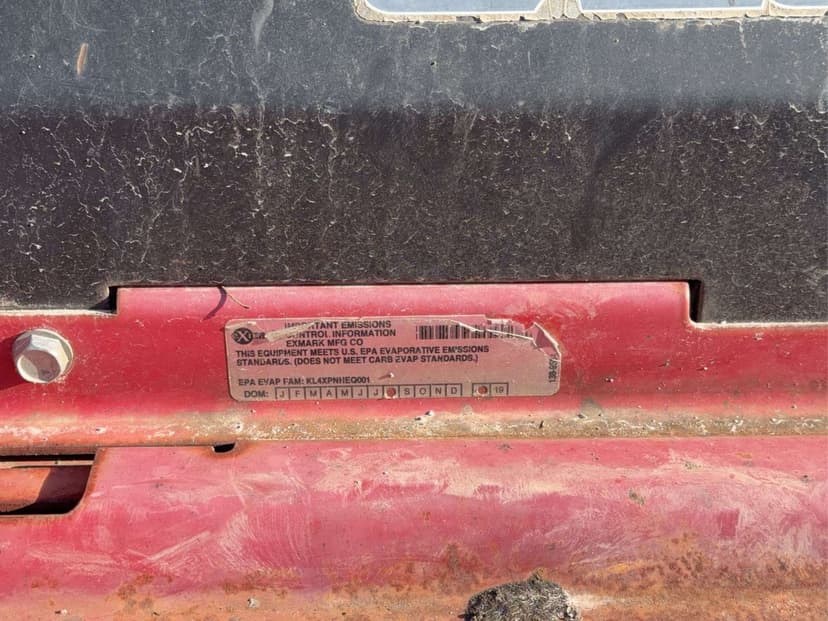 IMPORTANT EMISSIONS
CONTROL INFORMATION
EXMARK MFG CO
THIS EQUIPMENT MEETS U.S. EPA EVAPORATIVE EMISSIONS
STANDARDS. (DOES NOT MEET CARB EVAP STANDARDS.)
EPA EVAP FAM: KL4XPNHEQ001
DOM: J F M A M J J S O N D 19